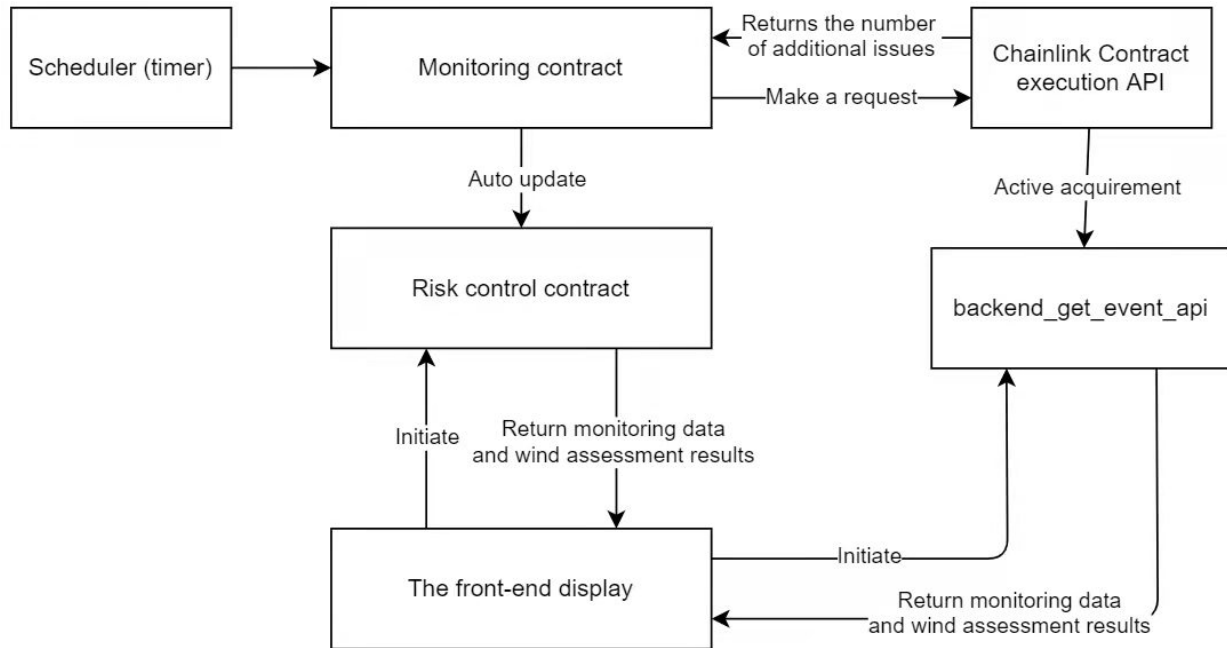 Scheduler (timer)
Monitoring contract
Returns the number
of additional issues
Make a request
Chainlink Contract
execution API
Auto update
Active acquirement
Risk control contract
backend_get_event_api
Initiate
Return monitoring data
and wind assessment results
The front-end display
Initiate
Return monitoring data
and wind assessment results